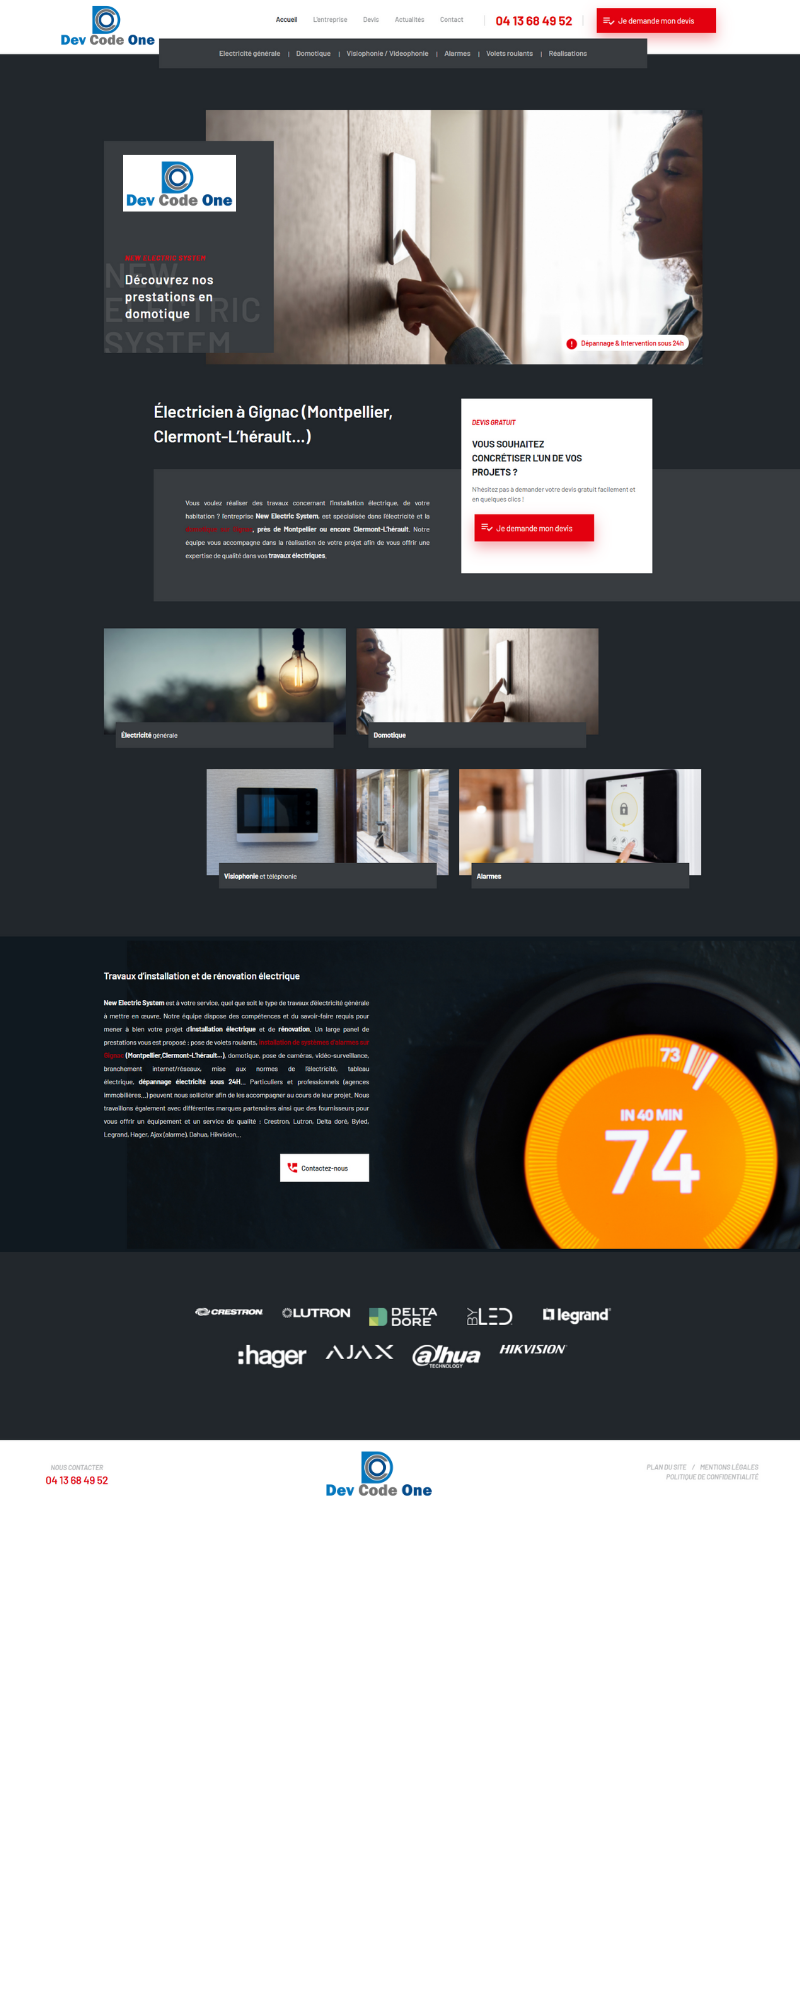 Dev Code One
Accueil
L'entreprise
Devis
Actualités
Contact
04 13 68 49 52
Je demande mon devis
Electricité générale | Domotique | Visiophonie / Videophonie | Alarmes | Volets roulants | Réalisations
Dev Code One
NEW ELECTRIC SYSTEM
NEW
ELECTRIC
SYSTEM
Découvrez nos
prestations en
domotique
Dépannage & Intervention sous 24h
Électricien à Gignac (Montpellier,
Clermont-L'hérault...)
Vous voulez réaliser des travaux concernant l'installation électrique, de votre
habitation ? l'entreprise New Electric System, est spécialisée dans l'électricité et la
, près de Montpellier ou encore Clermont-L'hérault. Notre
équipe vous accompagne dans la réalisation de votre projet afin de vous offrir une
expertise de qualité dans vos travaux électriques.
DEVIS GRATUIT
VOUS SOUHAITEZ
CONCRÉTISER L'UN DE VOS
PROJETS ?
N'hésitez pas à demander votre devis gratuit facilement et
en quelques clics !
Je demande mon devis
Électricité générale
Domotique
Visiophonie et téléphonie
Alarmes
Travaux d'installation et de rénovation électrique
New Electric System est à votre service, quel que soit le type de travaux d'électricité générale
à mettre en œuvre. Notre équipe dispose des compétences et du savoir-faire requis pour
mener à bien votre projet d'installation électrique et de rénovation. Un large panel de
prestations vous est proposé : pose de volets roulants, installation de systèmes d'alarmes sur
Gignac (Montpellier,Clermont-L'hérault...), domotique, pose de caméras, vidéo-surveillance,
branchement internet/réseaux, mise aux normes de l'électricité, tableau
électrique, dépannage électricité sous 24H... Particuliers et professionnels (agences
immobilières...) peuvent nous solliciter afin de les accompagner au cours de leur projet. Nous
travaillons également avec différentes marques partenaires ainsi que des fournisseurs pour
vous offrir un équipement et un service de qualité : Crestron, Lutron, Delta doré, Byled,
Legrand, Hager, Ajax (alarme), Dahua, Hikvision...
Contactez-nous
73
IN 40 MIN
74
CRESTRON
LUTRON
DELTA
DORE
BY LED
legrand
:hager
AJAX
alhua
TECHNOLOGY
HIKVISION
NOUS CONTACTER
04 13 68 49 52
Dev Code One
PLAN DU SITE / MENTIONS LÉGALES
POLITIQUE DE CONFIDENTIALITÉ